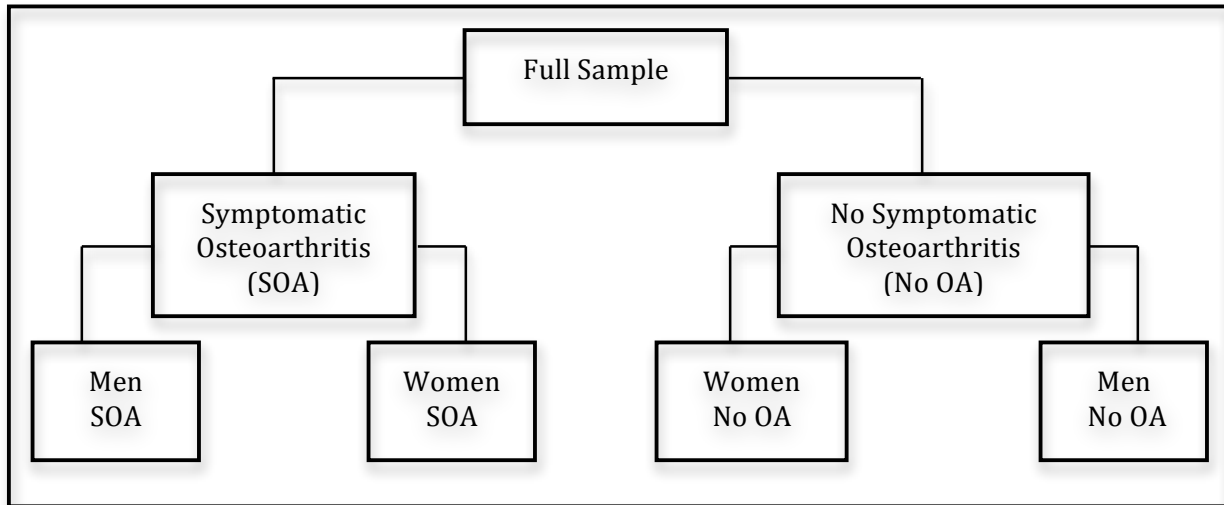 Full Sample
Symptomatic
Osteoarthritis
(SOA)
No Symptomatic
Osteoarthritis
(No OA)
Men
SOA
Women
SOA
Women
No OA
Men
No OA